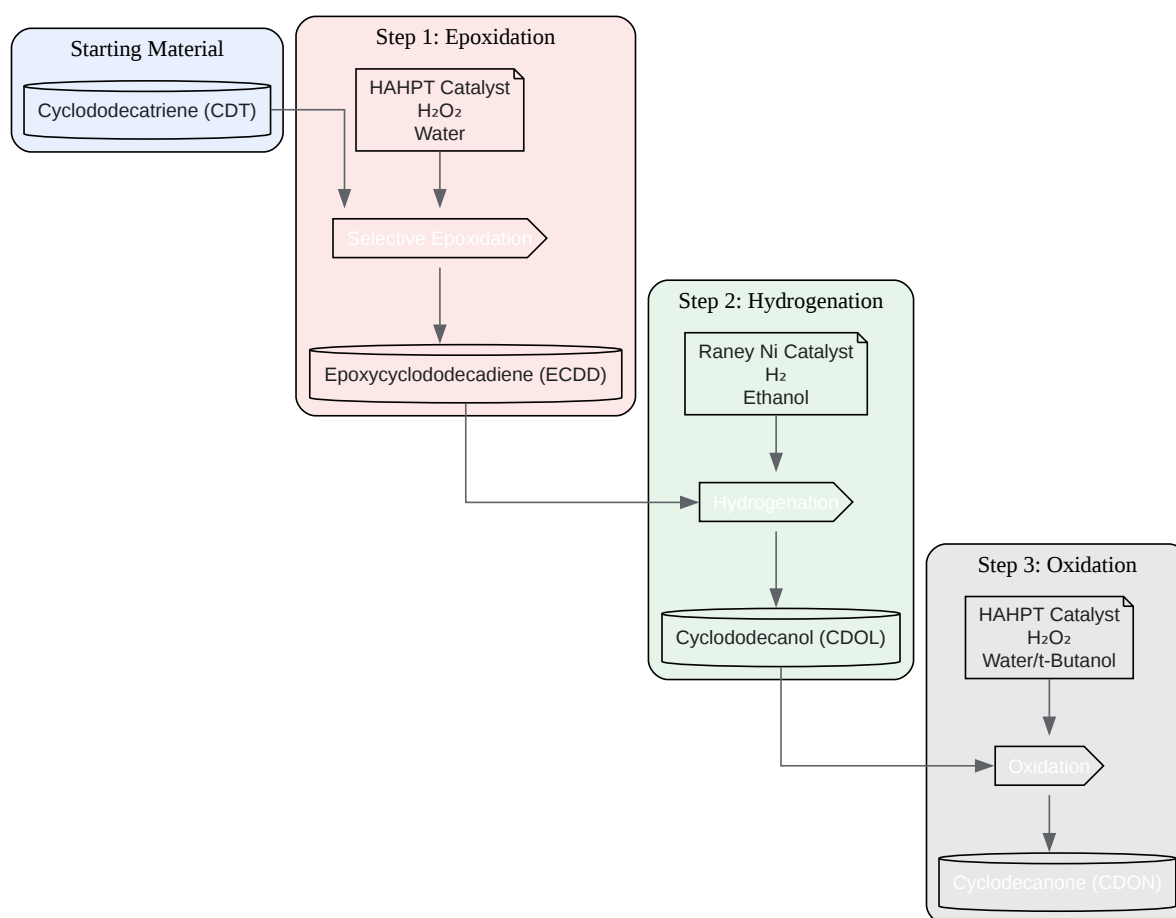 Starting Material
Cyclododecatriene (CDT)
Step 1: Epoxidation
HAHPT Catalyst
H₂O₂
Water
Selective Epoxidation
Epoxycyclododecadiene (ECDD)
Step 2: Hydrogenation
Raney Ni Catalyst
H₂
Ethanol
Hydrogenation
Cyclododecanol (CDOL)
Step 3: Oxidation
HAHPT Catalyst
H₂O₂
Water/t-Butanol
Oxidation
Cyclodecanone (CDON)